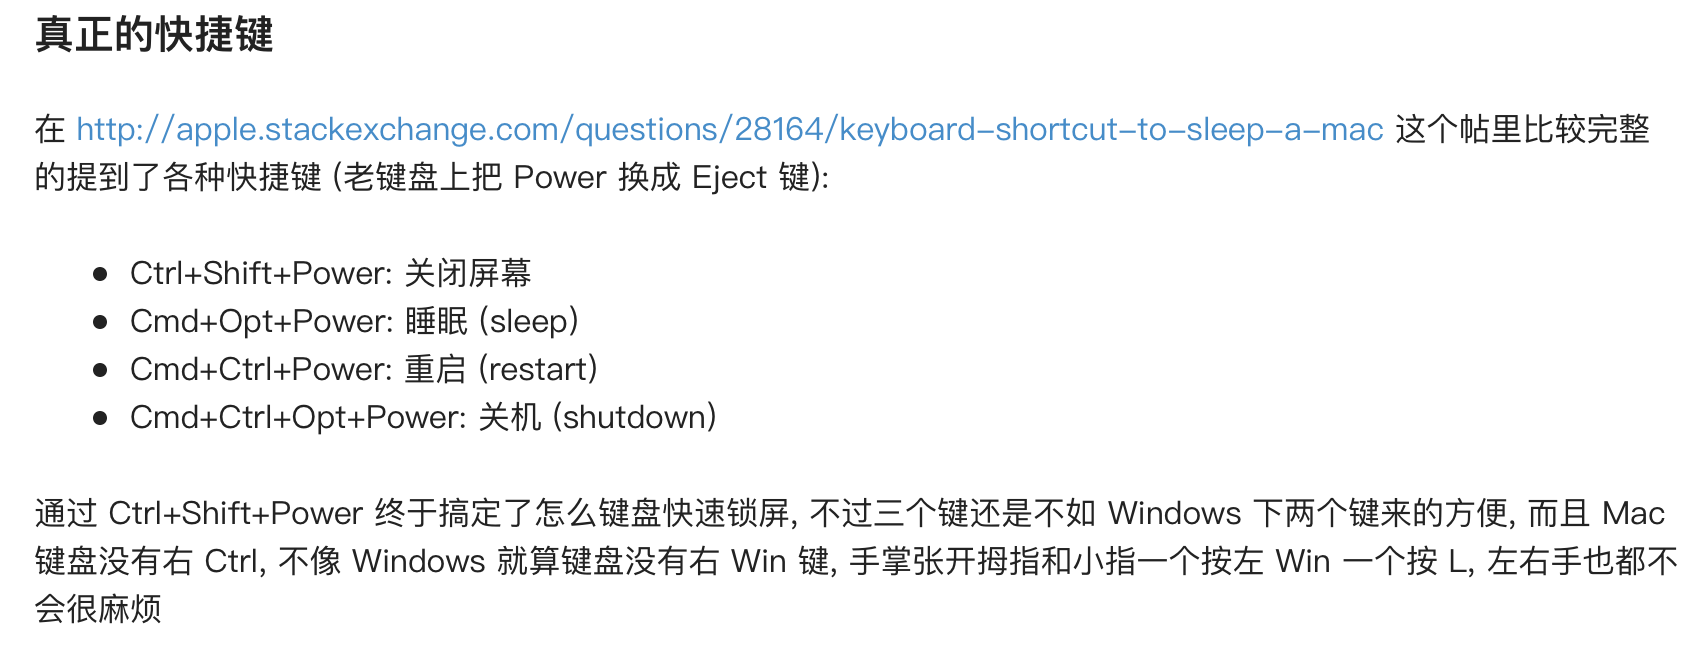 真正的快捷键
在 http://apple.stackexchange.com/questions/28164/keyboard-shortcut-to-sleep-a-mac 这个帖里比较完整
的提到了各种快捷键 (老键盘上把 Power 换成 Eject 键):
• Ctrl+Shift+Power: 关闭屏幕
• Cmd+Opt+Power: 睡眠 (sleep)
• Cmd+Ctrl+Power: 重启 (restart)
• Cmd+Ctrl+Opt+Power: 关机 (shutdown)
通过 Ctrl+Shift+Power 终于搞定了怎么键盘快速锁屏, 不过三个键还是不如 Windows 下两个键来的方便, 而且 Mac
键盘没有右 Ctrl, 不像 Windows 就算键盘没有右 Win 键, 手掌张开拇指和小指一个按左 Win 一个按 L, 左右手也都不
会很麻烦